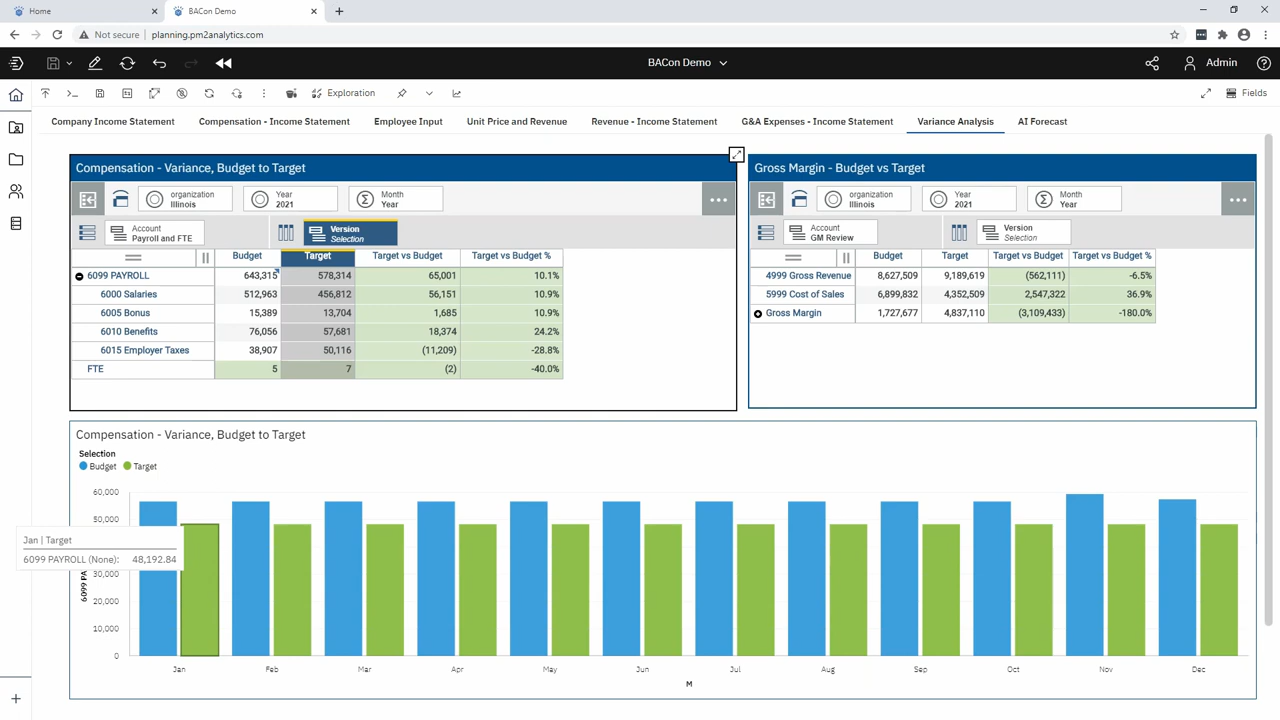 Home
BACon Demo
Not secure planning.pm2analytics.com
BACon Demo
Admin
Exploration
Fields
Company Income Statement Compensation - Income Statement Employee Input Unit Price and Revenue Revenue - Income Statement G&A Expenses - Income Statement Variance Analysis AI Forecast
Compensation - Variance, Budget to Target
organization
Illinois
Year
2021
Month
Year
Account
Payroll and FTE
Version
Selection
Budget Target Target vs Budget Target vs Budget %
6099 PAYROLL 643,315 578,314 65,001 10.1%
6000 Salaries 512,963 456,812 56,151 10.9%
6005 Bonus 15,389 13,704 1,685 10.9%
6010 Benefits 76,056 57,681 18,374 24.2%
6015 Employer Taxes 38,907 50,116 (11,209) -28.8%
FTE 5 7 (2) -40.0%
Gross Margin - Budget vs Target
organization
Illinois
Year
2021
Month
Year
Account
GM Review
Version
Selection
Budget Target Target vs Budget Target vs Budget %
4999 Gross Revenue 8,627,509 9,189,619 (562,111) -6.5%
5999 Cost of Sales 6,899,832 4,352,509 2,547,322 36.9%
Gross Margin 1,727,677 4,837,110 (3,109,433) -180.0%
Compensation - Variance, Budget to Target
Selection
Budget Target
60,000
50,000
30,000
20,000
10,000
0
6099 PA
Jan | Target
6099 PAYROLL (None): 48,192.84
Jan Feb Mar Apr May Jun Jul Aug Sep Oct Nov Dec
M